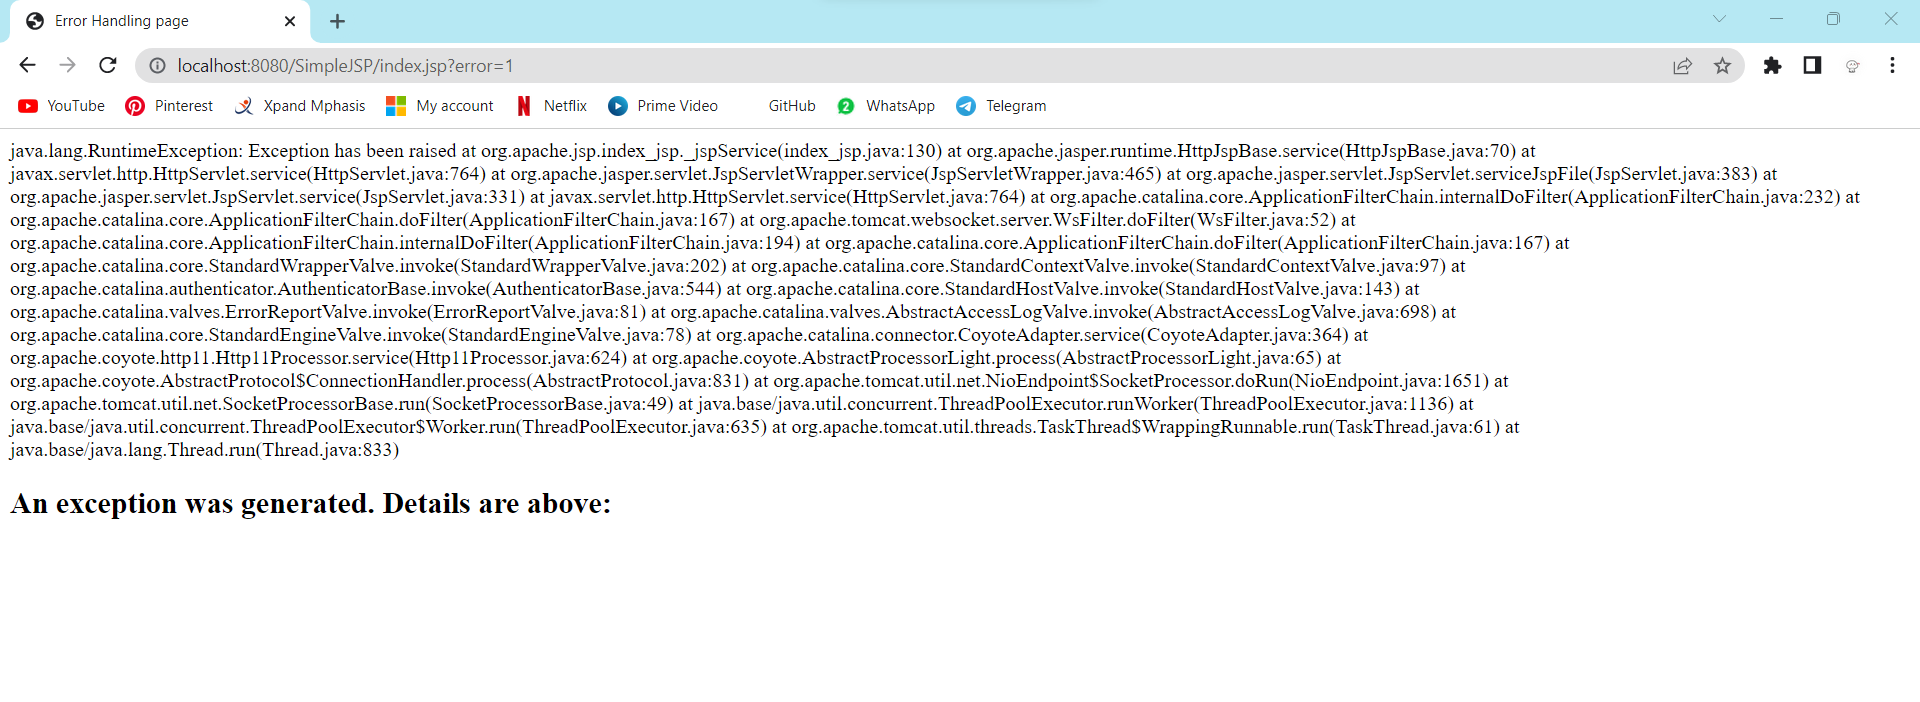 Error Handling page
localhost:8080/SimpleJSP/index.jsp?error=1
YouTube Pinterest Xpand Mphasis My account Netflix Prime Video GitHub 2 WhatsApp Telegram
java.lang.RuntimeException: Exception has been raised at org.apache.jsp.index_jsp._jspService(index_jsp.java:130) at org.apache.jasper.runtime.HttpJspBase.service(HttpJspBase.java:70) at
javax.servlet.http.HttpServlet.service(HttpServlet.java:764) at org.apache.jasper.servlet.JspServletWrapper.service(JspServletWrapper.java:465) at org.apache.jasper.servlet.JspServlet.serviceJspFile(JspServlet.java:383) at
org.apache.jasper.servlet.JspServlet.service(JspServlet.java:331) at javax.servlet.http.HttpServlet.service(HttpServlet.java:764) at org.apache.catalina.core.ApplicationFilterChain.internalDoFilter(ApplicationFilterChain.java:232) at
org.apache.catalina.core.ApplicationFilterChain.doFilter(ApplicationFilterChain.java:167) at org.apache.tomcat.websocket.server.WsFilter.doFilter(WsFilter.java:52) at
org.apache.catalina.core.ApplicationFilterChain.internalDoFilter(ApplicationFilterChain.java:194) at org.apache.catalina.core.ApplicationFilterChain.doFilter(ApplicationFilterChain.java:167) at
org.apache.catalina.core.StandardWrapperValve.invoke(StandardWrapperValve.java:202) at org.apache.catalina.core.StandardContextValve.invoke(StandardContextValve.java:97) at
org.apache.catalina.authenticator.AuthenticatorBase.invoke(AuthenticatorBase.java:544) at org.apache.catalina.core.StandardHostValve.invoke(StandardHostValve.java:143) at
org.apache.catalina.valves.ErrorReportValve.invoke(ErrorReportValve.java:81) at org.apache.catalina.valves.AbstractAccessLogValve.invoke(AbstractAccessLogValve.java:698) at
org.apache.catalina.core.StandardEngineValve.invoke(StandardEngineValve.java:78) at org.apache.catalina.connector.CoyoteAdapter.service(CoyoteAdapter.java:364) at
org.apache.coyote.http11.Http11Processor.service(Http11Processor.java:624) at org.apache.coyote.AbstractProcessorLight.process(AbstractProcessorLight.java:65) at
org.apache.coyote.AbstractProtocol$ConnectionHandler.process(AbstractProtocol.java:831) at org.apache.tomcat.util.net.NioEndpoint$SocketProcessor.doRun(NioEndpoint.java:1651) at
org.apache.tomcat.util.net.SocketProcessorBase.run(SocketProcessorBase.java:49) at java.base/java.util.concurrent.ThreadPoolExecutor.runWorker(ThreadPoolExecutor.java:1136) at
java.base/java.util.concurrent.ThreadPoolExecutor$Worker.run(ThreadPoolExecutor.java:635) at org.apache.tomcat.util.threads.TaskThread$WrappingRunnable.run(TaskThread.java:61) at
java.base/java.lang.Thread.run(Thread.java:833)
An exception was generated. Details are above: